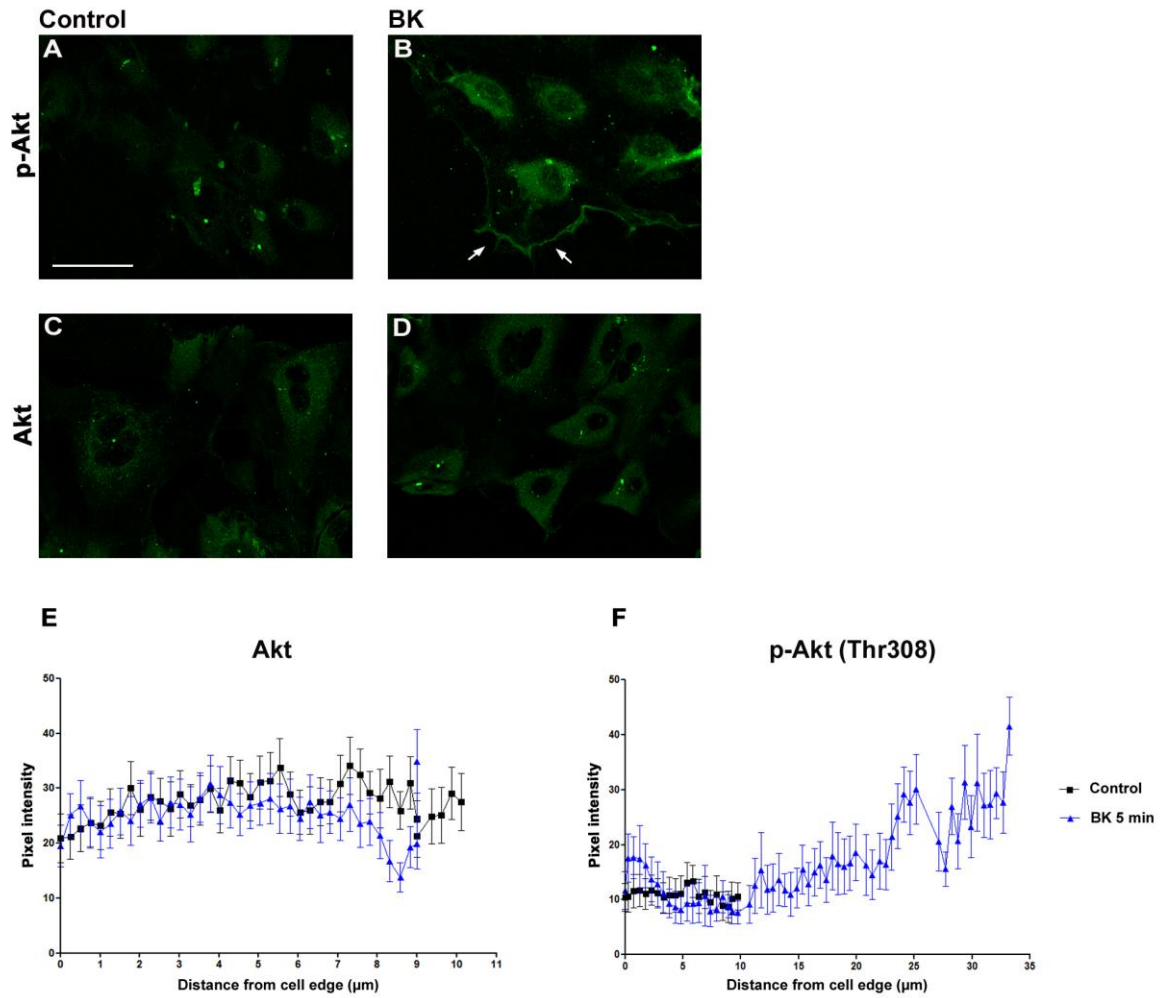 Control
BK
A
B
p-Akt
C
D
Akt
E
F
Akt
50
40
30
20
10
0
Pixel intensity
0 1 2 3 4 5 6 7 8 9 10 11
Distance from cell edge (µm)
p-Akt (Thr308)
50
40
30
20
10
0
Pixel intensity
0 5 10 15 20 25 30 35
Distance from cell edge (µm)
Control
BK 5 min